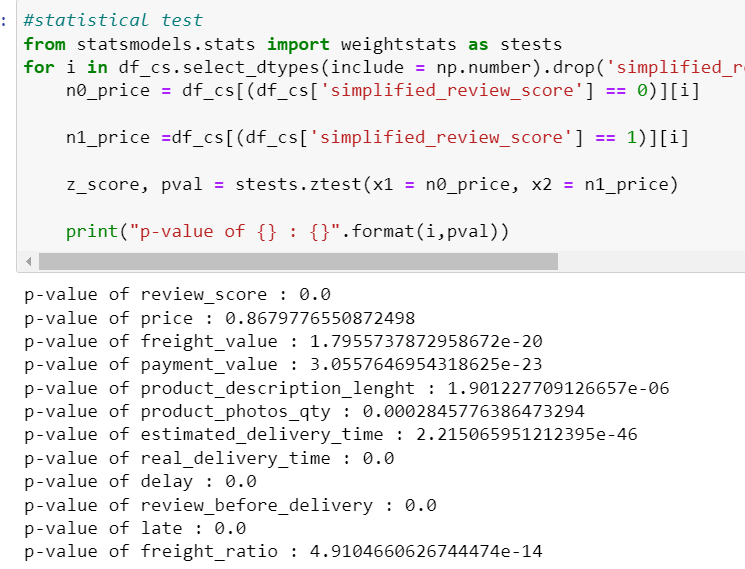 :
#statistical test
from statsmodels.stats import weightstats as stests
for i in df_cs.select_dtypes(include = np.number).drop('simplified_r
    n0_price = df_cs[(df_cs['simplified_review_score'] == 0)][i]
    n1_price =df_cs[(df_cs['simplified_review_score'] == 1)][i]
    z_score, pval = stests.ztest(x1 = n0_price, x2 = n1_price)
    print("p-value of {} : {}".format(i,pval))
p-value of review_score : 0.0
p-value of price : 0.8679776550872498
p-value of freight_value : 1.7955737872958672e-20
p-value of payment_value : 3.0557646954318625e-23
p-value of product_description_lenght : 1.901227709126657e-06
p-value of product_photos_qty : 0.0002845776386473294
p-value of estimated_delivery_time : 2.215065951212395e-46
p-value of real_delivery_time : 0.0
p-value of delay : 0.0
p-value of review_before_delivery : 0.0
p-value of late : 0.0
p-value of freight_ratio : 4.9104660626744474e-14